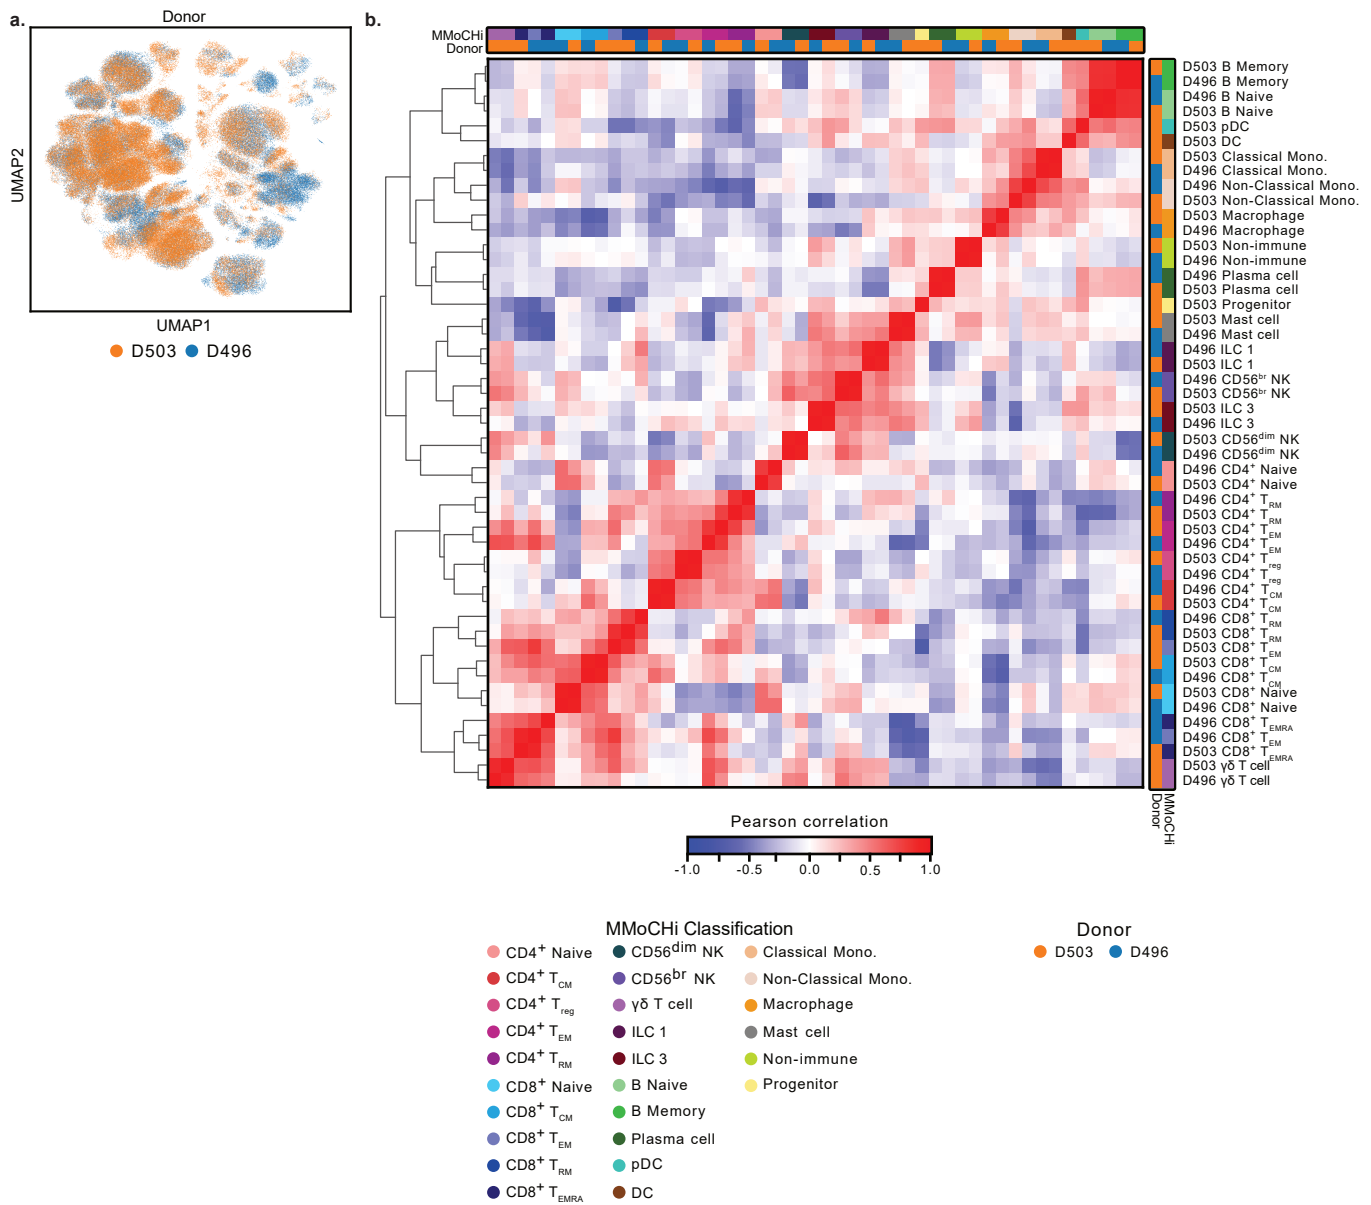 a.
Donor
UMAP2
UMAP1
D503 D496
b.
MMoCHi
Donor
D503 B Memory
D496 B Memory
D496 B Naive
D503 B Naive
D503 pDC
D503 DC
D503 Classical Mono.
D496 Classical Mono.
D496 Non-Classical Mono.
D503 Non-Classical Mono.
D503 Macrophage
D496 Macrophage
D503 Non-immune
D496 Non-immune
D496 Plasma cell
D503 Plasma cell
D503 Progenitor
D503 Mast cell
D496 Mast cell
D496 ILC 1
D503 ILC 1
D496 CD56br NK
D503 CD56br NK
D503 ILC 3
D496 ILC 3
D503 CD56dim NK
D496 CD56dim NK
D496 CD4+ Naive
D503 CD4+ Naive
D496 CD4+ TRM
D503 CD4+ TRM
D503 CD4+ TEM
D496 CD4+ TEM
D503 CD4+ Treg
D496 CD4+ Treg
D496 CD4+ TCM
D503 CD4+ TCM
D496 CD8+ TRM
D503 CD8+ TRM
D503 CD8+ TEM
D503 CD8+ TCM
D496 CD8+ TCM
D503 CD8+ Naive
D496 CD8+ Naive
D496 CD8+ TEMRA
D496 CD8+ TEM
D503 CD8+ TEMRA
D503 γδ T cell
D496 γδ T cell
Donor
MMoCHi
Pearson correlation
-1.0 -0.5 0.0 0.5 1.0
MMoCHi Classification
CD4+ Naive
CD4+ TCM
CD4+ Treg
CD4+ TEM
CD4+ TRM
CD8+ Naive
CD8+ TCM
CD8+ TEM
CD8+ TRM
CD8+ TEMRA
CD56dim NK
CD56br NK
γδ T cell
ILC 1
ILC 3
B Naive
B Memory
Plasma cell
pDC
DC
Classical Mono.
Non-Classical Mono.
Macrophage
Mast cell
Non-immune
Progenitor
Donor
D503 D496